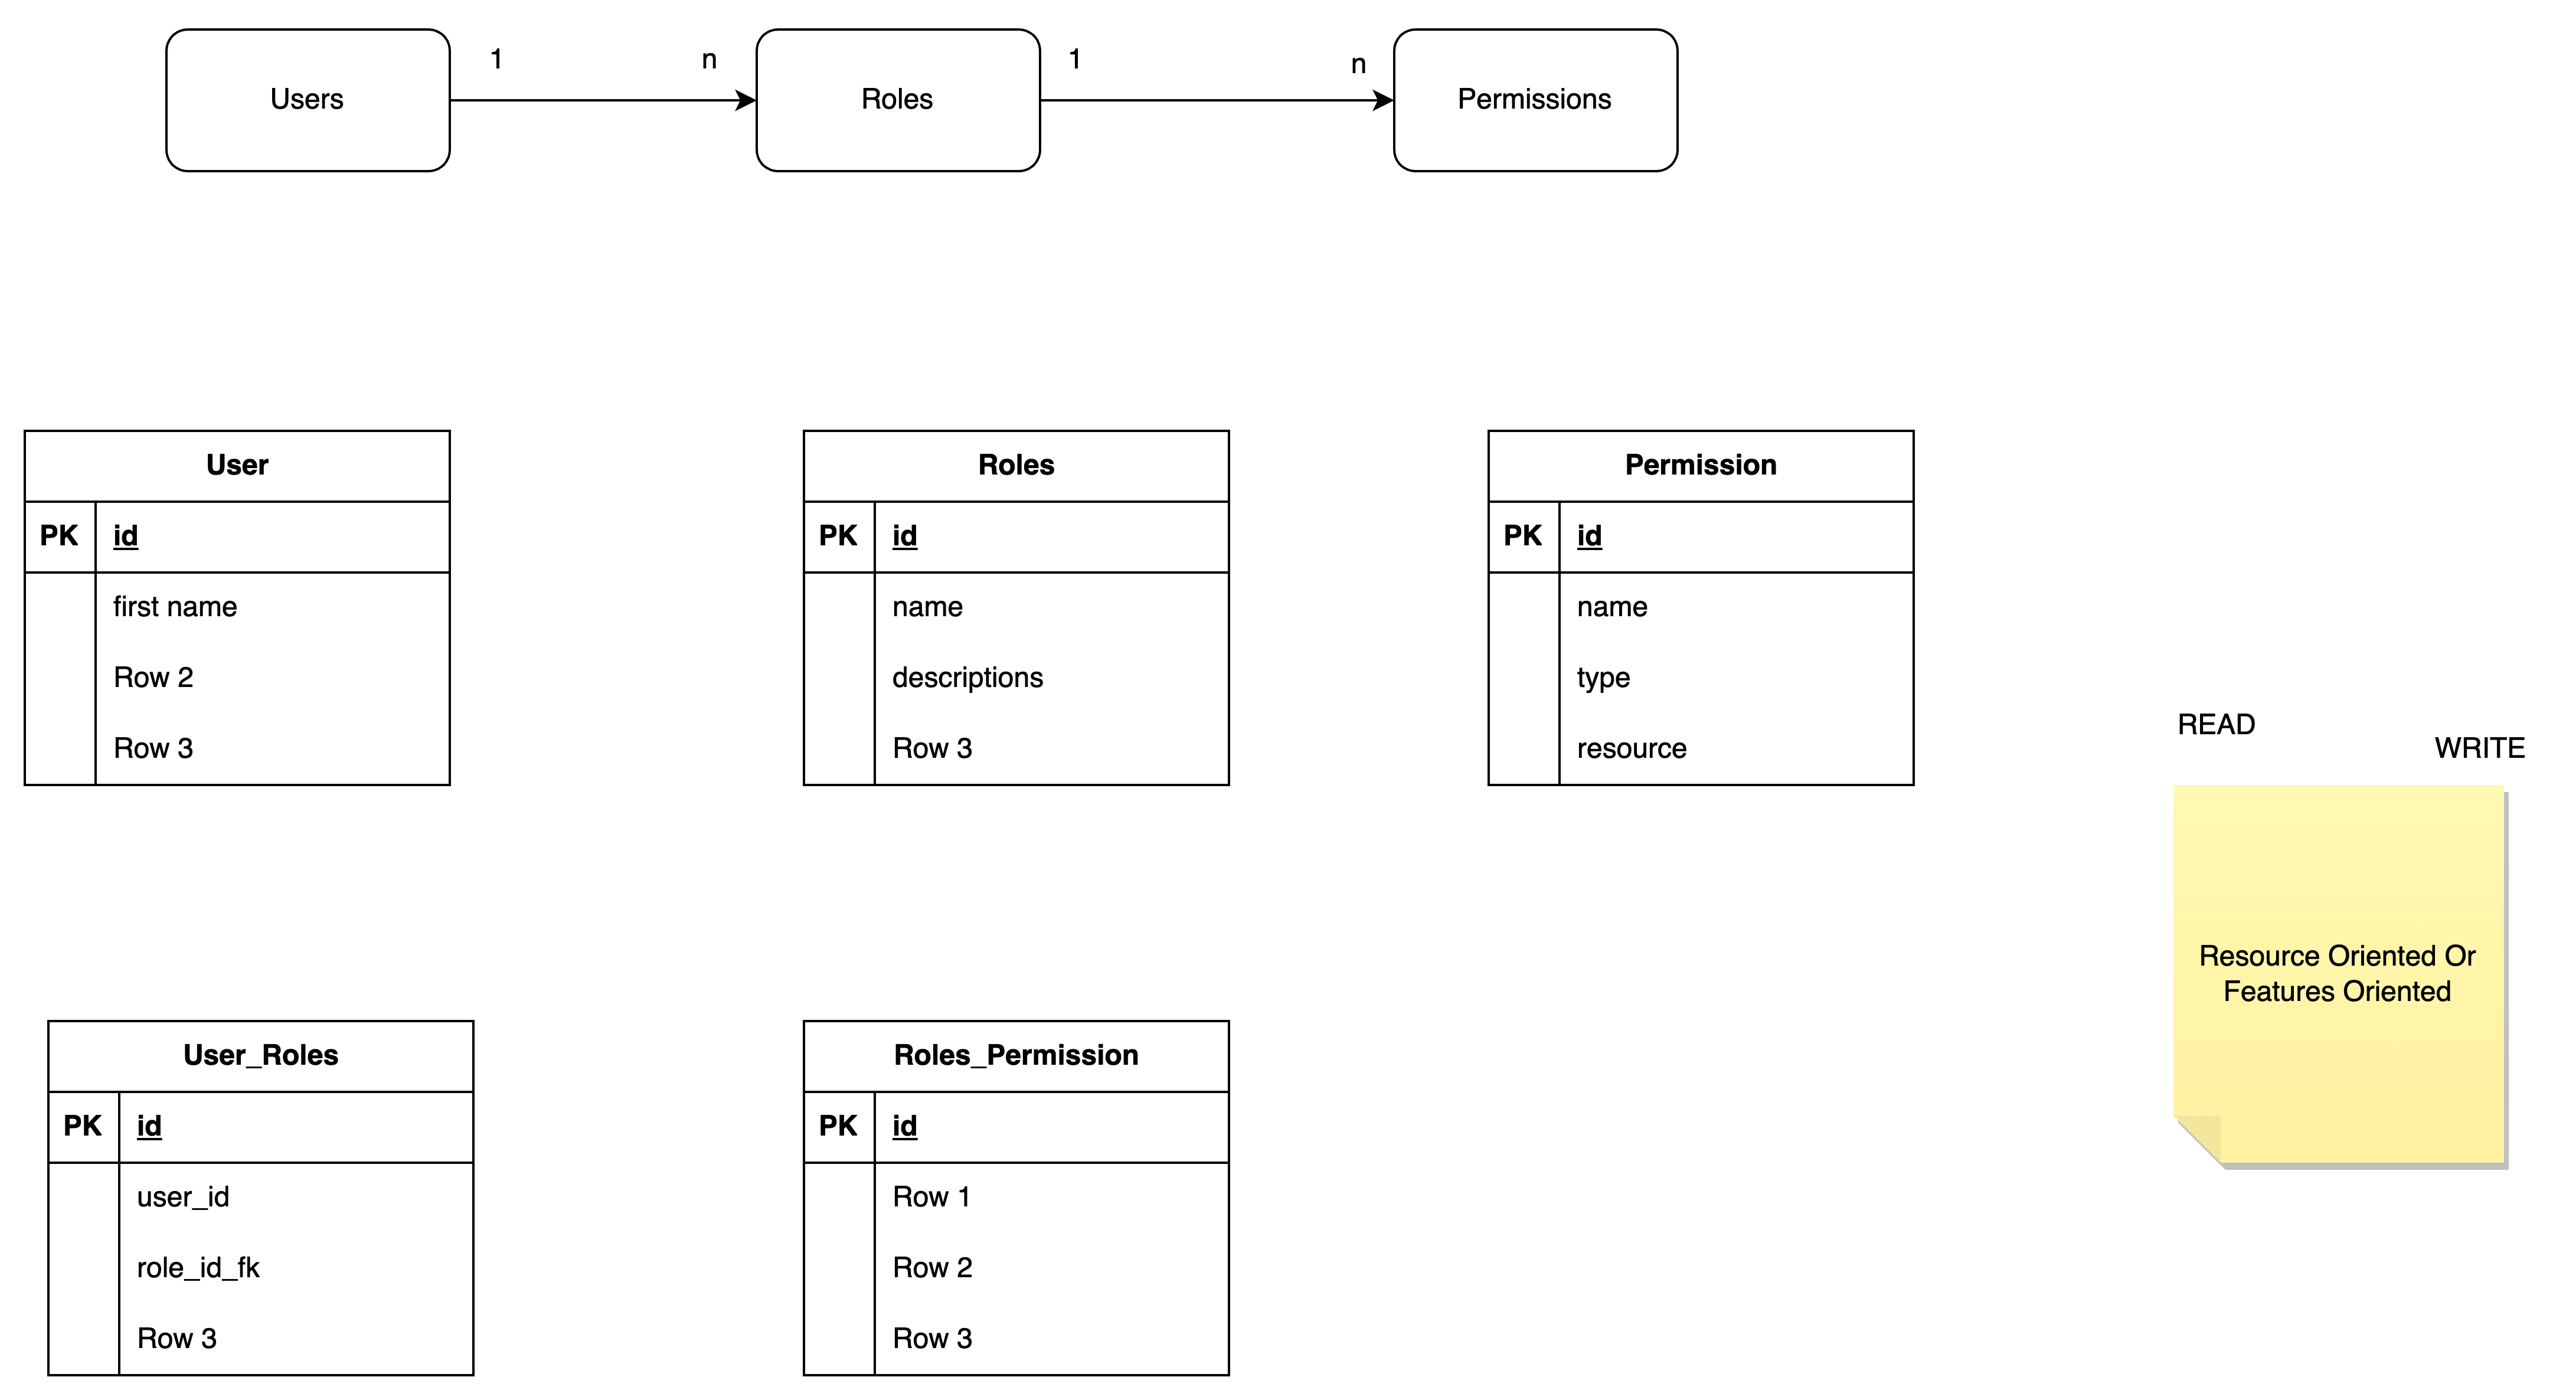 Users
1
n
Roles
1
n
Permissions
User
PK id
first name
Row 2
Row 3
Roles
PK id
name
descriptions
Row 3
Permission
PK id
name
type
resource
READ
WRITE
Resource Oriented Or
Features Oriented
User_Roles
PK id
user_id
role_id_fk
Row 3
Roles_Permission
PK id
Row 1
Row 2
Row 3